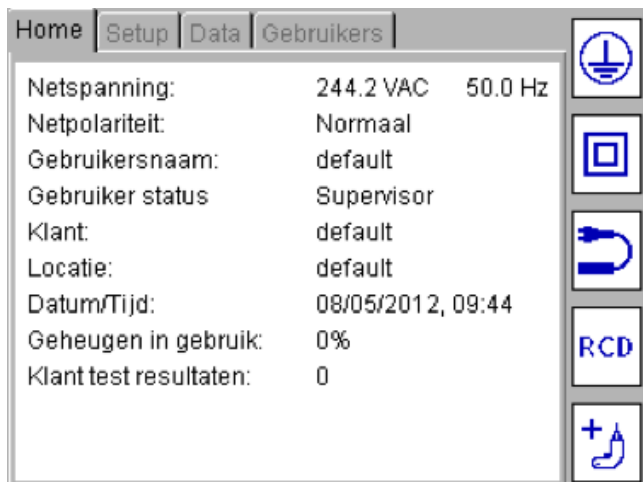 Home Setup Data Gebruikers
Netspanning: 244.2 VAC 50.0 Hz
Netpolariteit: Normaal
Gebruikersnaam: default
Gebruiker status Supervisor
Klant: default
Locatie: default
Datum/Tijd: 08/05/2012, 09:44
Geheugen in gebruik: 0%
Klant test resultaten: 0
RCD